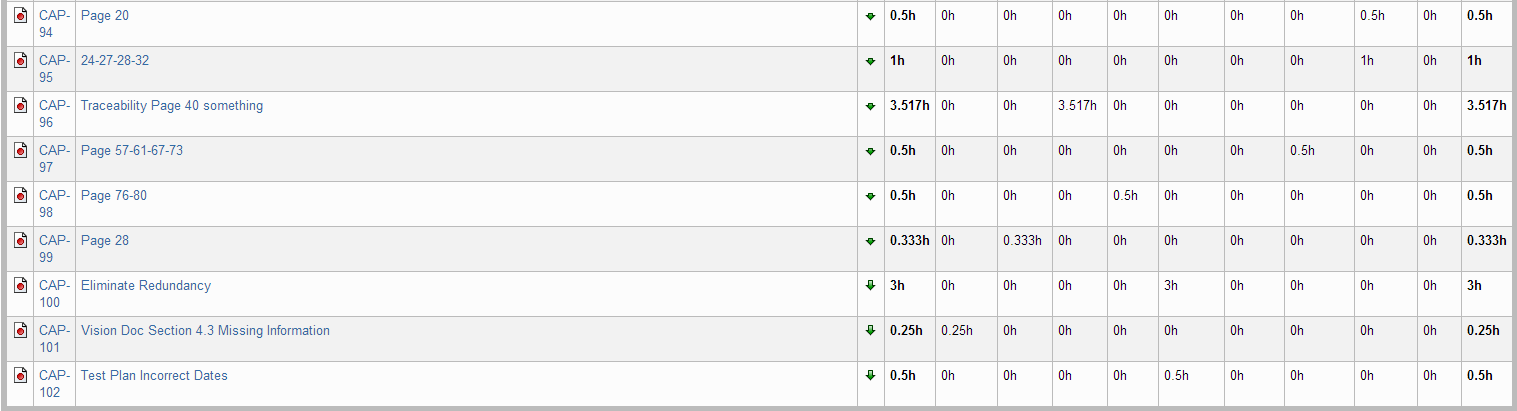 CAP-94 Page 20 0.5h 0h 0h 0h 0h 0h 0h 0h 0.5h 0h 0.5h
CAP-95 24-27-28-32 1h 0h 0h 0h 0h 0h 0h 0h 1h 0h 1h
CAP-96 Traceability Page 40 something 3.517h 0h 0h 3.517h 0h 0h 0h 0h 0h 0h 3.517h
CAP-97 Page 57-61-67-73 0.5h 0h 0h 0h 0h 0h 0h 0.5h 0h 0h 0.5h
CAP-98 Page 76-80 0.5h 0h 0h 0h 0.5h 0h 0h 0h 0h 0h 0.5h
CAP-99 Page 28 0.333h 0h 0.333h 0h 0h 0h 0h 0h 0h 0h 0.333h
CAP-100 Eliminate Redundancy 3h 0h 0h 0h 0h 3h 0h 0h 0h 0h 3h
CAP-101 Vision Doc Section 4.3 Missing Information 0.25h 0.25h 0h 0h 0h 0h 0h 0h 0h 0h 0.25h
CAP-102 Test Plan Incorrect Dates 0.5h 0h 0h 0h 0h 0.5h 0h 0h 0h 0h 0.5h